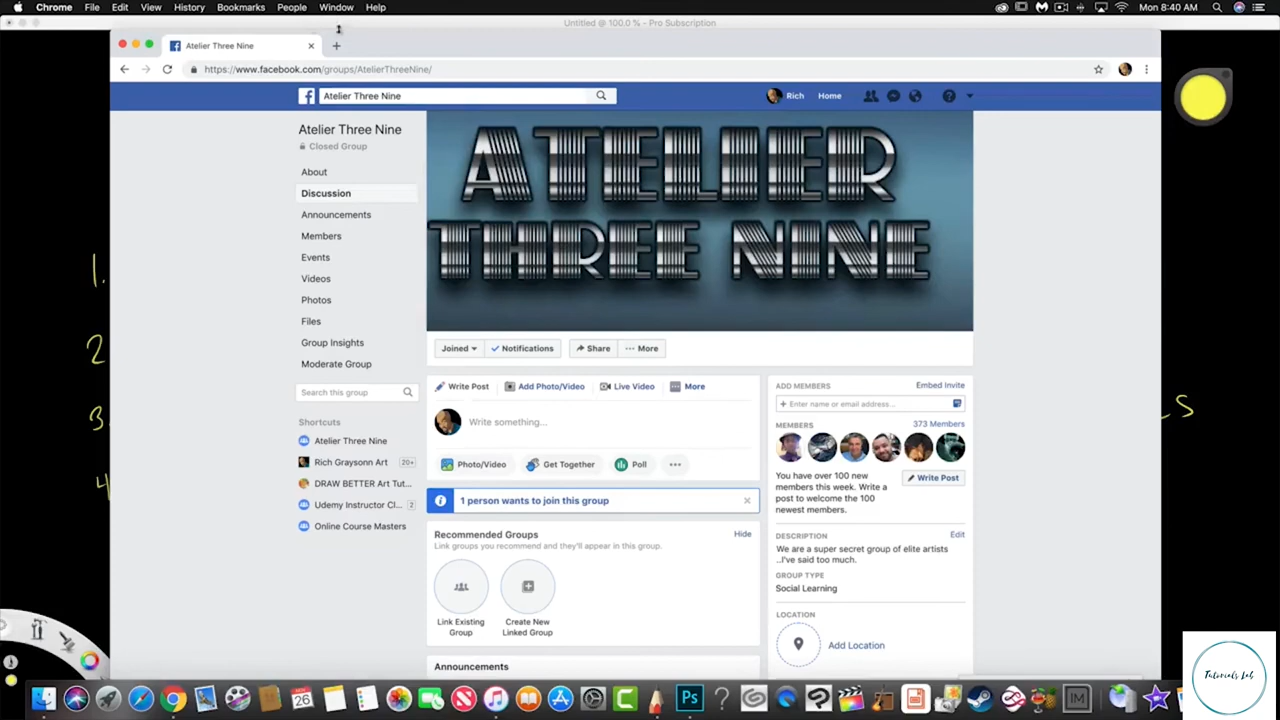 Chrome File Edit View History Bookmarks People Window Help Mon 8:40 AM
Untitled @ 100.0 % - Pro Subscription
Atelier Three Nine
https://www.facebook.com/groups/AtelierThreeNine/
Atelier Three Nine Rich Home
Atelier Three Nine
Closed Group
About
Discussion
Announcements
Members
Events
Videos
Photos
Files
Group Insights
Moderate Group
Search this group
Shortcuts
Atelier Three Nine
Rich Graysonn Art 20+
DRAW BETTER Art Tut...
Udemy Instructor Cl... 2
Online Course Masters
ATELIER
THREE NINE
Joined Notifications Share More
Write Post Add Photo/Video Live Video More
Write something...
Photo/Video Get Together Poll
1 person wants to join this group
Recommended Groups Hide
Link groups you recommend and they'll appear in this group.
Link Existing
Group
Create New
Linked Group
Announcements
ADD MEMBERS Embed Invite
+ Enter name or email address...
MEMBERS 373 Members
You have over 100 new
members this week. Write a
post to welcome the 100
newest members.
Write Post
DESCRIPTION Edit
We are a super secret group of elite artists
..I've said too much.
GROUP TYPE
Social Learning
LOCATION
Add Location
1.
2
3.
4
S
26
Ps
IM
Tutorials Lab